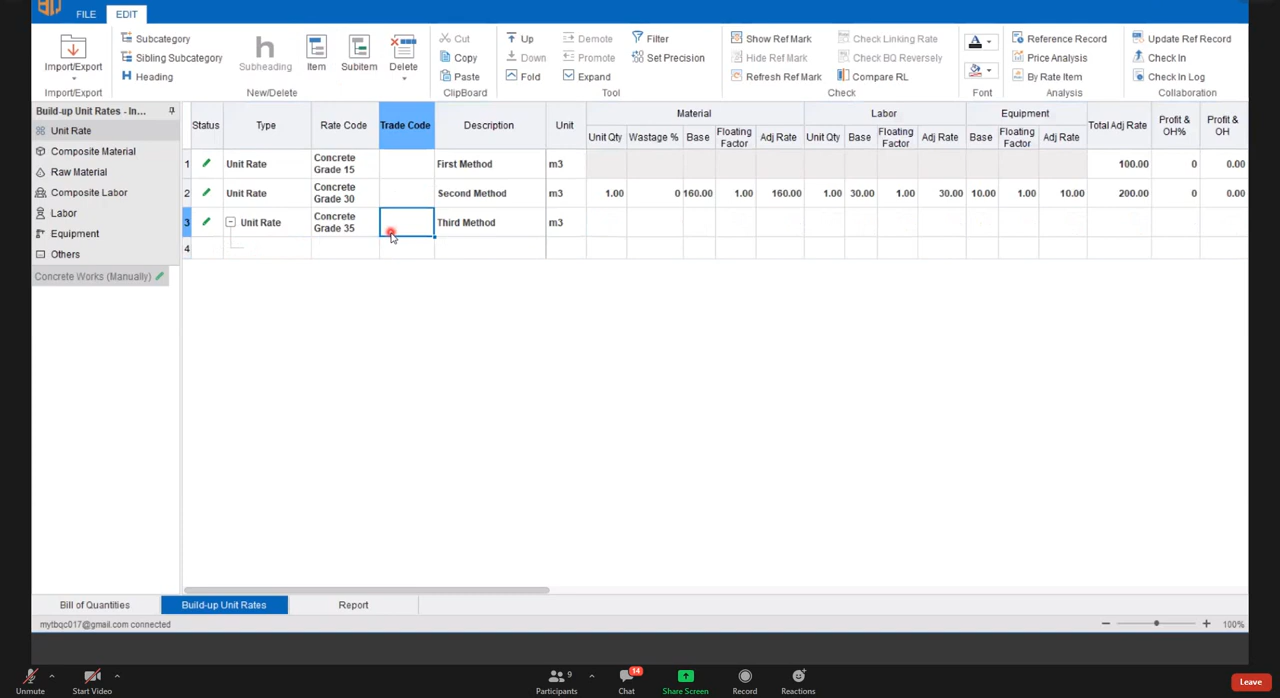 FILE EDIT
Import/Export
Import/Export
Subcategory
Sibling Subcategory
Heading
Subheading
Item
Subitem
Delete
New/Delete
Cut
Copy
Paste
ClipBoard
Up Demote Filter
Down Promote Set Precision
Fold Expand
Tool
Show Ref Mark Check Linking Rate
Hide Ref Mark Check BQ Reversely
Refresh Ref Mark Compare RL
Check
Font
Reference Record
Price Analysis
By Rate Item
Analysis
Update Ref Record
Check In
Check In Log
Collaboration
Build-up Unit Rates - In...
Unit Rate
Composite Material
Raw Material
Composite Labor
Labor
Equipment
Others
Concrete Works (Manually)
Status Type Rate Code Trade Code Description Unit Material Labor Equipment Total Adj Rate Profit & OH% Profit & OH
Unit Qty Wastage % Base Floating Factor Adj Rate Unit Qty Base Floating Factor Adj Rate Base Floating Factor Adj Rate
1 Unit Rate Concrete Grade 15 First Method m3 100.00 0 0.00
2 Unit Rate Concrete Grade 30 Second Method m3 1.00 0 160.00 1.00 160.00 1.00 30.00 1.00 30.00 10.00 1.00 10.00 200.00 0 0.00
3 Unit Rate Concrete Grade 35 Third Method m3
4
Bill of Quantities Build-up Unit Rates Report
mytbqc017@gmail.com connected 100%
Unmute Start Video Participants 9 Chat 14 Share Screen Record Reactions Leave